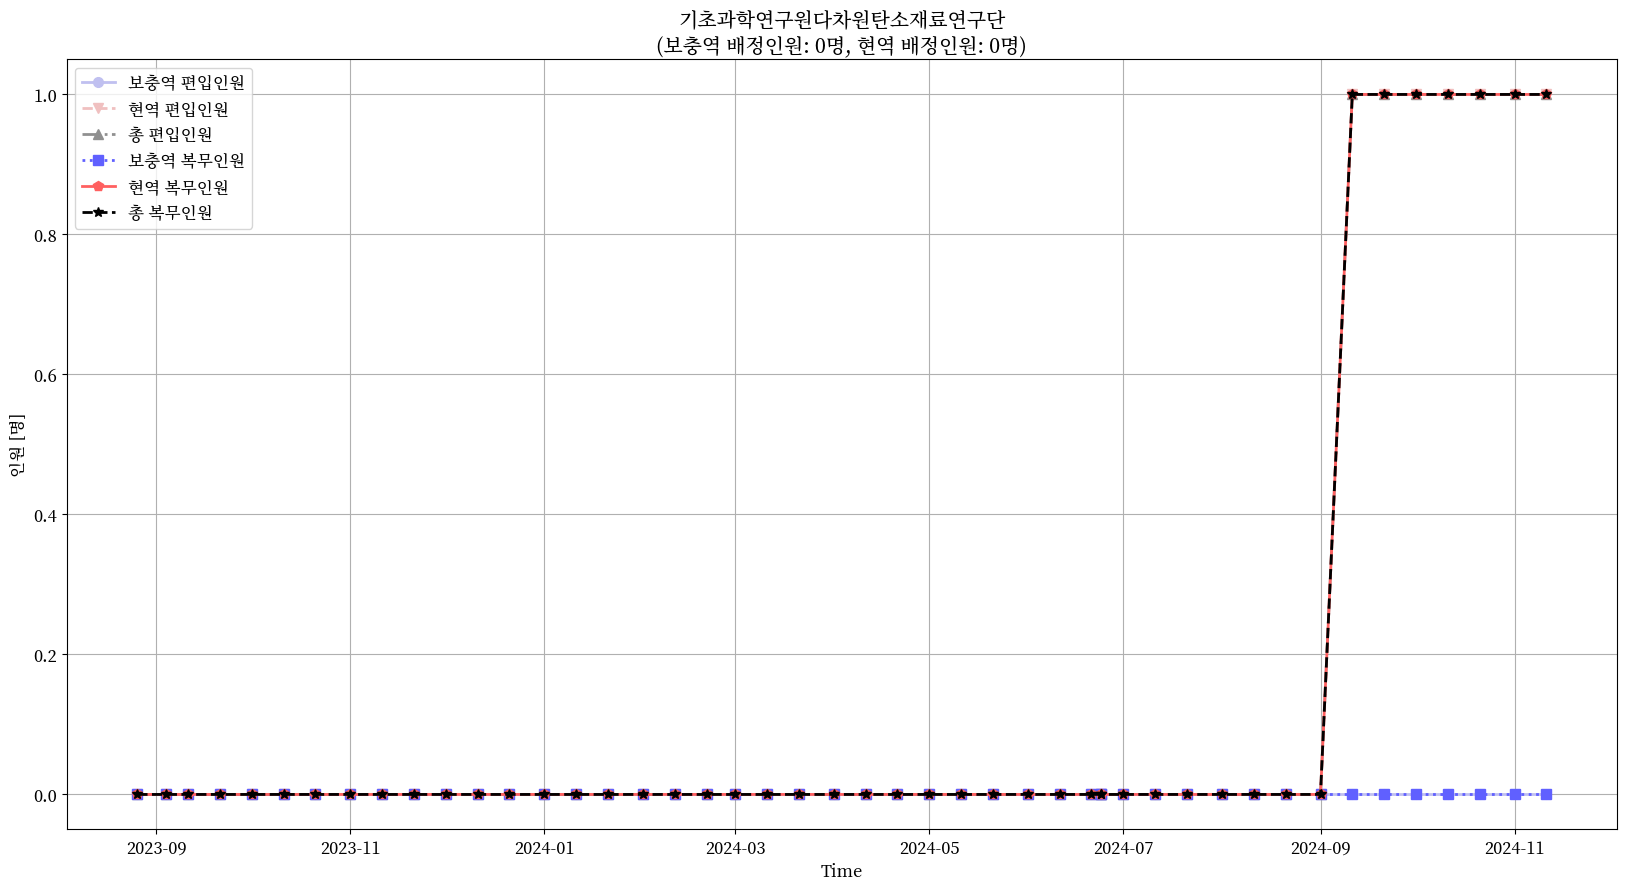 기초과학연구원다차원탄소재료연구단
(보충역 배정인원: 0명, 현역 배정인원: 0명)
보충역 편입인원
현역 편입인원
총 편입인원
보충역 복무인원
현역 복무인원
총 복무인원
인원 [명]
1.0
0.8
0.6
0.4
0.2
0.0
2023-09 2023-11 2024-01 2024-03 2024-05 2024-07 2024-09 2024-11
Time